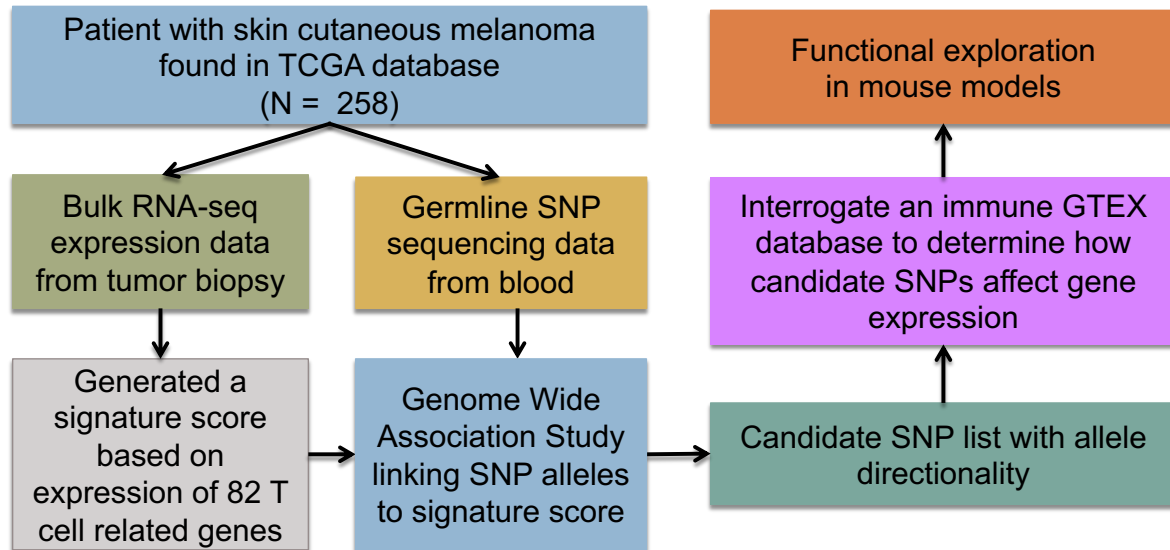 Patient with skin cutaneous melanoma
found in TCGA database
(N = 258)
Bulk RNA-seq
expression data
from tumor biopsy
Germline SNP
sequencing data
from blood
Generated a
signature score
based on
expression of 82 T
cell related genes
Genome Wide
Association Study
linking SNP alleles
to signature score
Candidate SNP list with allele
directionality
Interrogate an immune GTEX
database to determine how
candidate SNPs affect gene
expression
Functional exploration
in mouse models